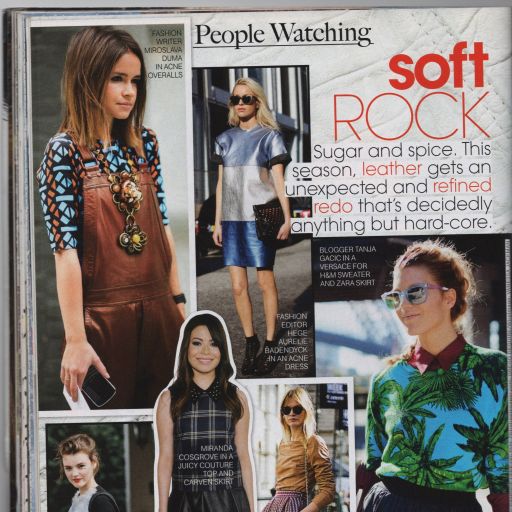 People Watching
FASHION
WRITER
MIROSLAVA
DUMA
IN ACNE
OVERALLS
soft
ROCK
Sugar and spice. This
season, leather gets an
unexpected and refined
redo that's decidedly
anything but hard-core.
BLOGGER TANJA
GACIC IN A
VERSACE FOR
H&M SWEATER
AND ZARA SKIRT
FASHION
EDITOR
HEGE
AURELIE
BADENDYCK
IN AN ACNE
DRESS
MIRANDA
COSGROVE IN A
JUICY COUTURE
TOP AND
CARVEN SKIRT